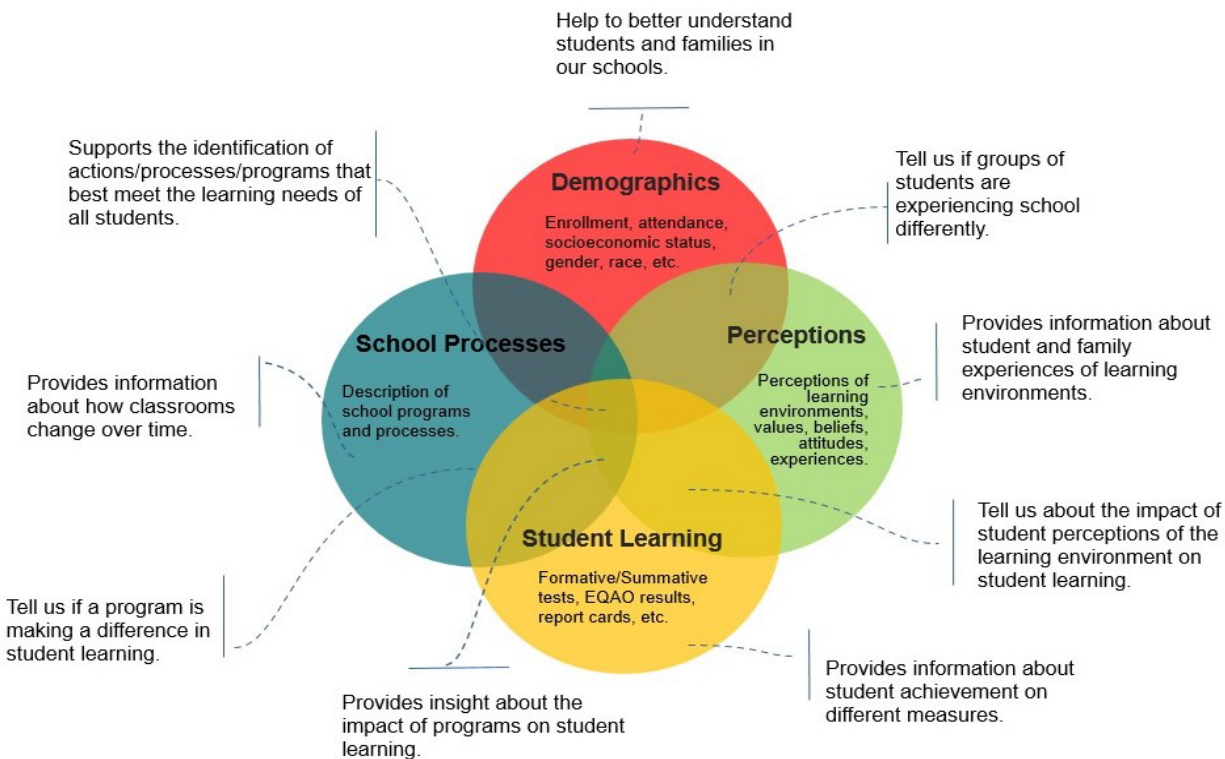 Help to better understand
students and families in
our schools.
Supports the identification of
actions/processes/programs that
best meet the learning needs of
all students.
Tell us if groups of
students are
experiencing school
differently.
Demographics
Enrollment, attendance,
socioeconomic status,
gender, race, etc.
School Processes
Description of
school programs
and processes.
Perceptions
Perceptions of
learning
environments,
values, beliefs,
attitudes,
experiences.
Provides information about
student and family
experiences of learning
environments.
Provides information
about how classrooms
change over time.
Student Learning
Formative/Summative
tests, EQAO results,
report cards, etc.
Tell us about the impact of
student perceptions of the
learning environment on
student learning.
Tell us if a program is
making a difference in
student learning.
Provides insight about the
impact of programs on student
learning.
Provides information about
student achievement on
different measures.